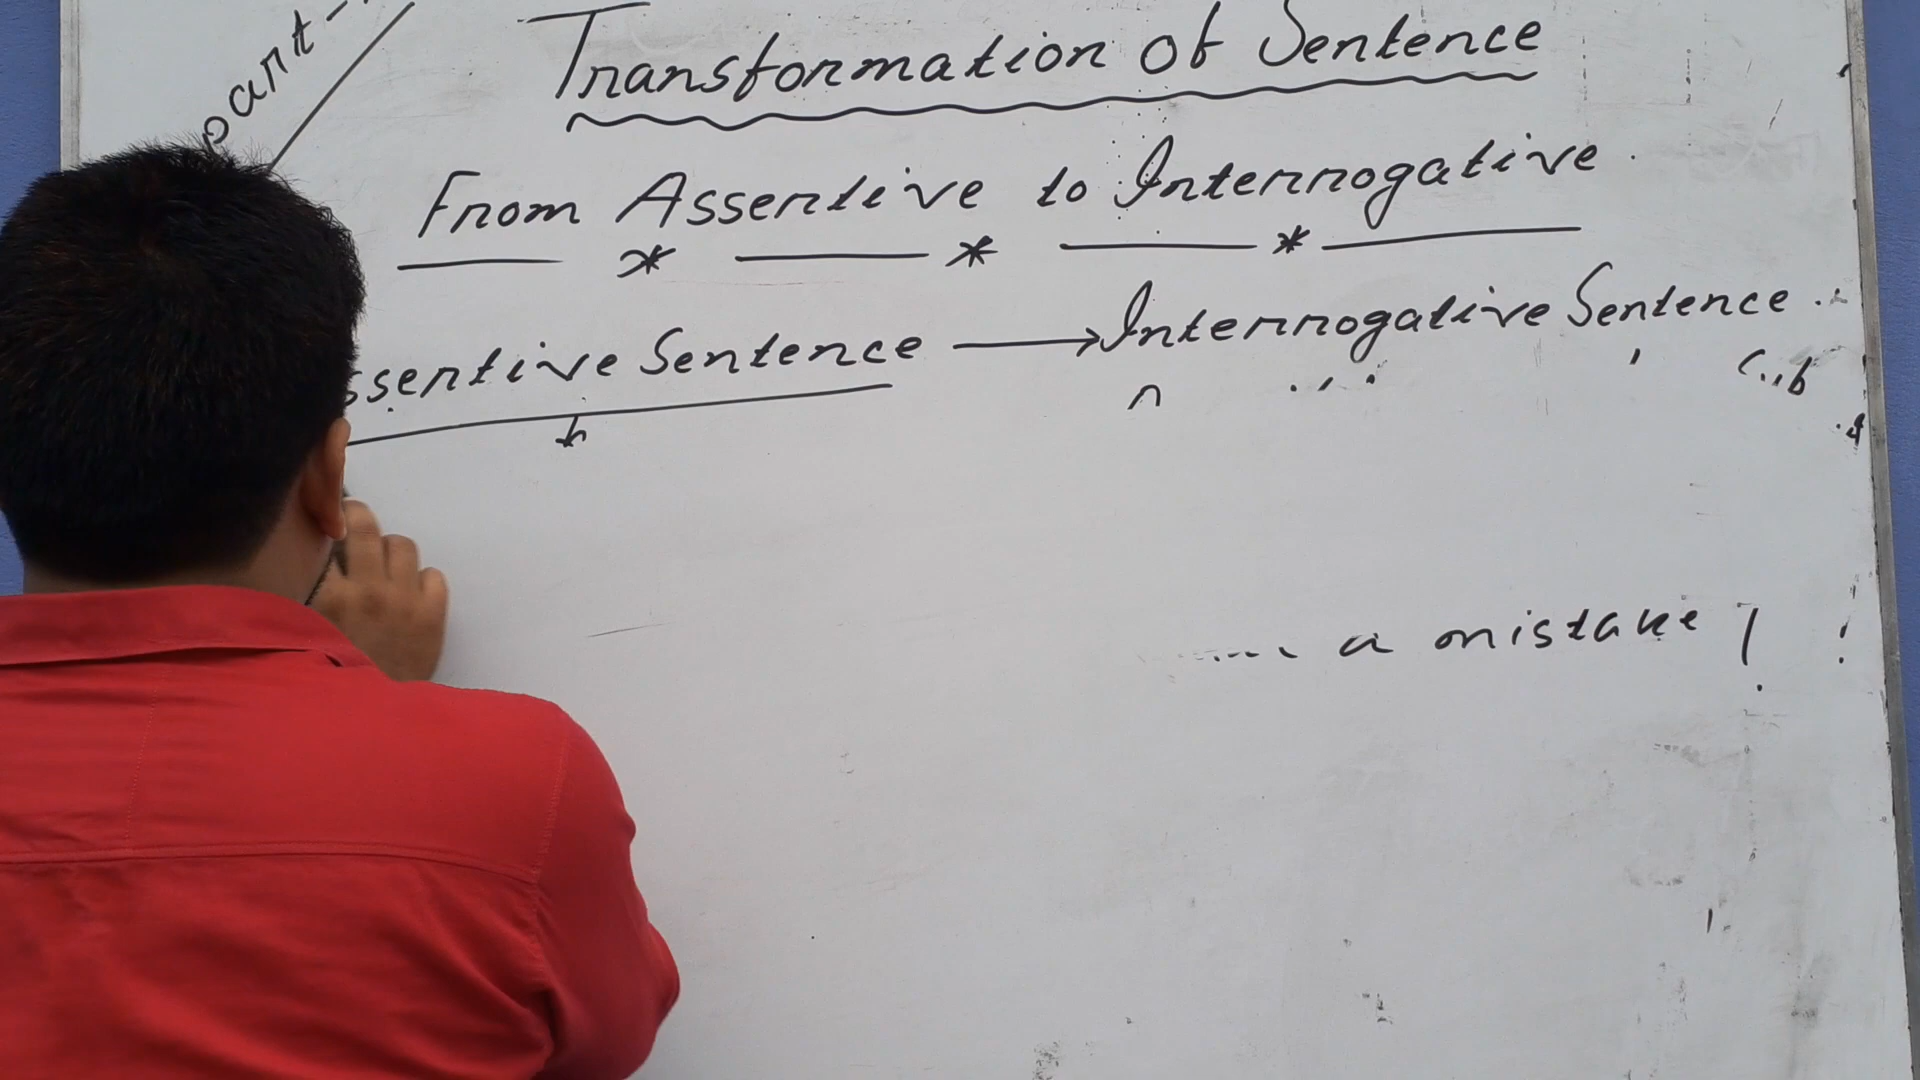 part-
Transformation of Sentence
From Assertive to Interrogative
ssertive Sentence → Interrogative Sentence
a mistake